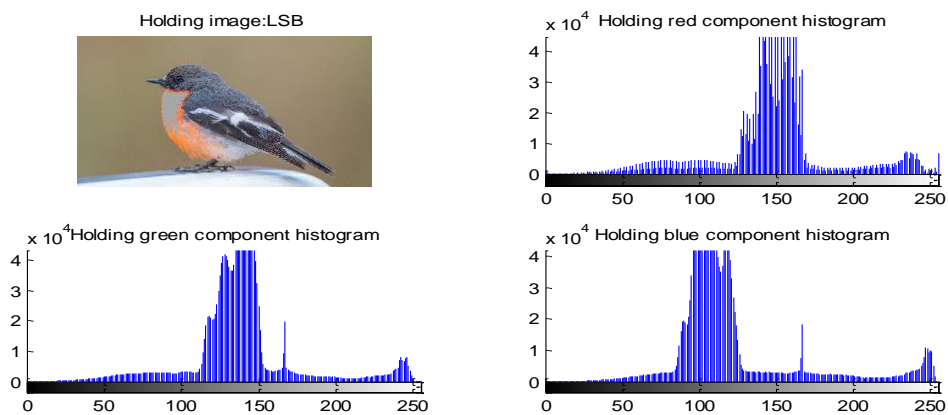 Holding image:LSB
Holding red component histogram
x 10^4
4
3
2
1
0
0 50 100 150 200 250
Holding green component histogram
x 10^4
4
3
2
1
0
0 50 100 150 200 250
Holding blue component histogram
x 10^4
4
3
2
1
0
0 50 100 150 200 250